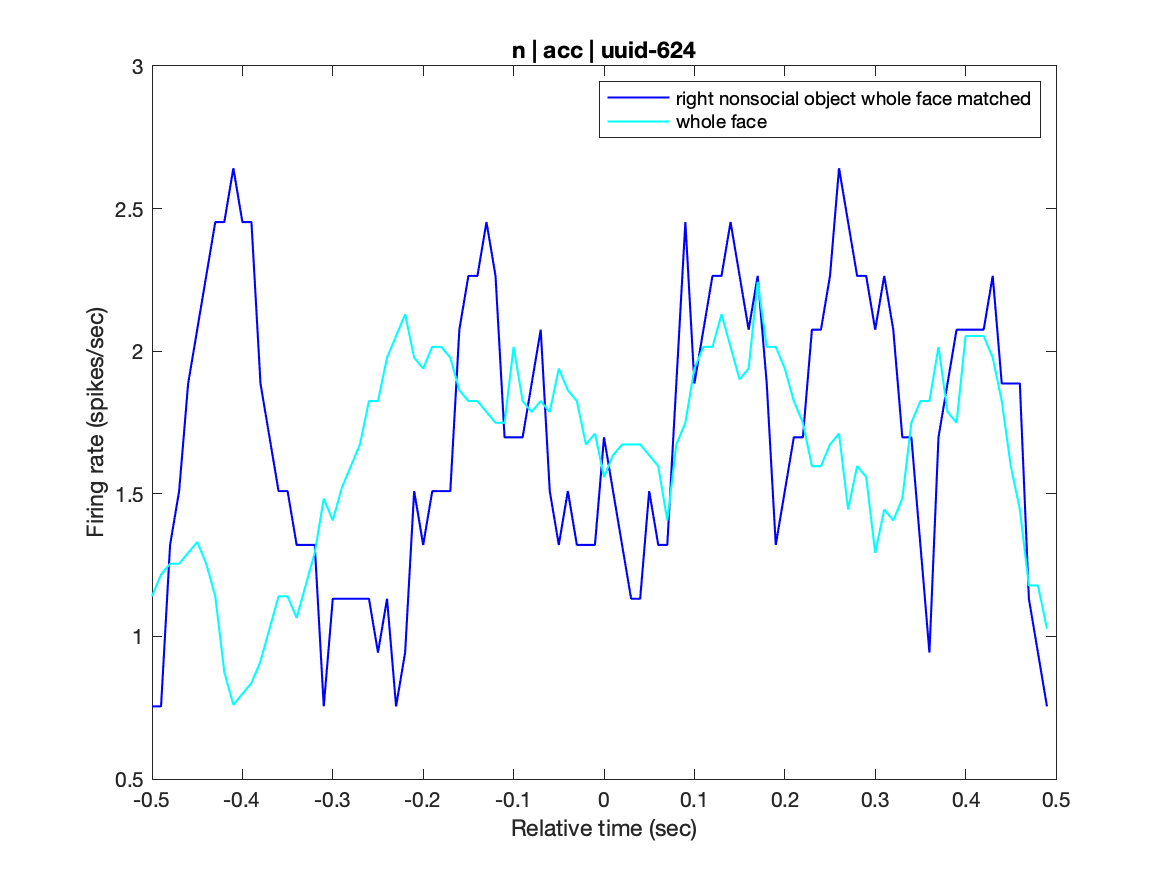 n | acc | uuid-624
right nonsocial object whole face matched
whole face
Firing rate (spikes/sec)
3
2.5
2
1.5
1
0.5
-0.5 -0.4 -0.3 -0.2 -0.1 0 0.1 0.2 0.3 0.4 0.5
Relative time (sec)